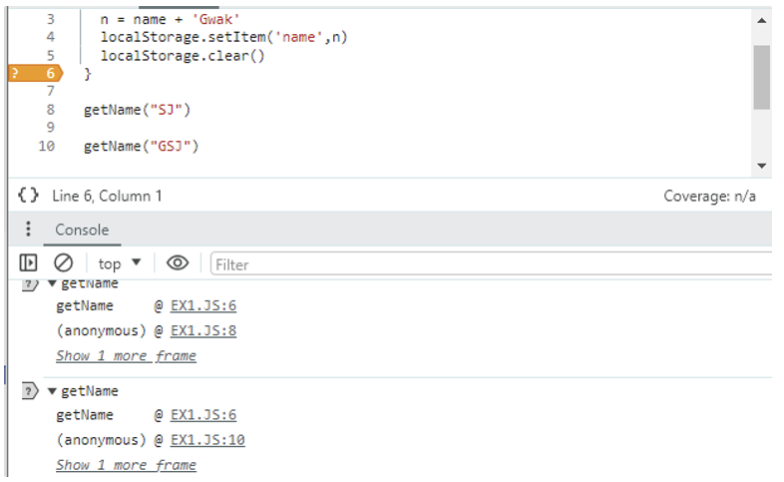 3 n = name + 'Gwak'
4 localStorage.setItem('name',n)
5 localStorage.clear()
? 6 }
7
8 getName("SJ")
9
10 getName("GSJ")
{} Line 6, Column 1 Coverage: n/a
Console
top ▼ Filter
? ▼ getName
getName @ EX1.JS:6
(anonymous) @ EX1.JS:8
Show 1 more frame
? ▼ getName
getName @ EX1.JS:6
(anonymous) @ EX1.JS:10
Show 1 more frame